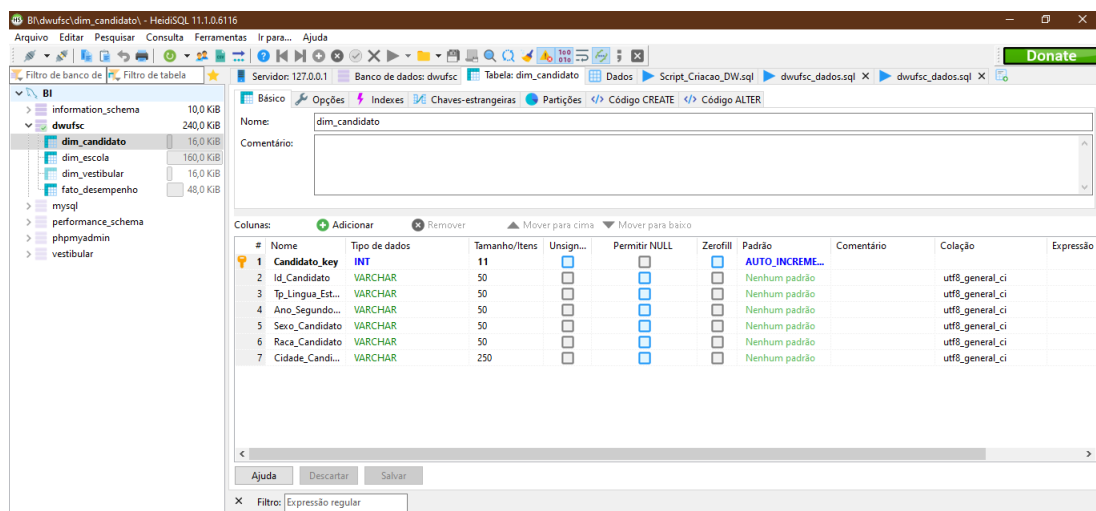 BI\dwufsc\dim_candidato\ - HeidiSQL 11.1.0.6116
Arquivo Editar Pesquisar Consulta Ferramentas Ir para... Ajuda
Donate
Filtro de banco de Filtro de tabela
Servidor: 127.0.0.1 Banco de dados: dwufsc Tabela: dim_candidato Dados Script_Criacao_DW.sql dwufsc_dados.sql dwufsc_dados.sql
BI
information_schema 10,0 KiB
dwufsc 240,0 KiB
dim_candidato 16,0 KiB
dim_escola 160,0 KiB
dim_vestibular 16,0 KiB
fato_desempenho 48,0 KiB
mysql
performance_schema
phpmyadmin
vestibular
Básico Opções Indexes Chaves-estrangeiras Partições Código CREATE Código ALTER
Nome: dim_candidato
Comentário:
Colunas: Adicionar Remover Mover para cima Mover para baixo
# Nome Tipo de dados Tamanho/Itens Unsign... Permitir NULL Zerofill Padrão Comentário Colação Expressão
1 Candidato_key INT 11 AUTO_INCREME...
2 Id_Candidato VARCHAR 50 Nenhum padrão utf8_general_ci
3 Tp_Lingua_Est... VARCHAR 50 Nenhum padrão utf8_general_ci
4 Ano_Segundo... VARCHAR 50 Nenhum padrão utf8_general_ci
5 Sexo_Candidato VARCHAR 50 Nenhum padrão utf8_general_ci
6 Raca_Candidato VARCHAR 50 Nenhum padrão utf8_general_ci
7 Cidade_Candi... VARCHAR 250 Nenhum padrão utf8_general_ci
Ajuda Descartar Salvar
Filtro: Expressão regular